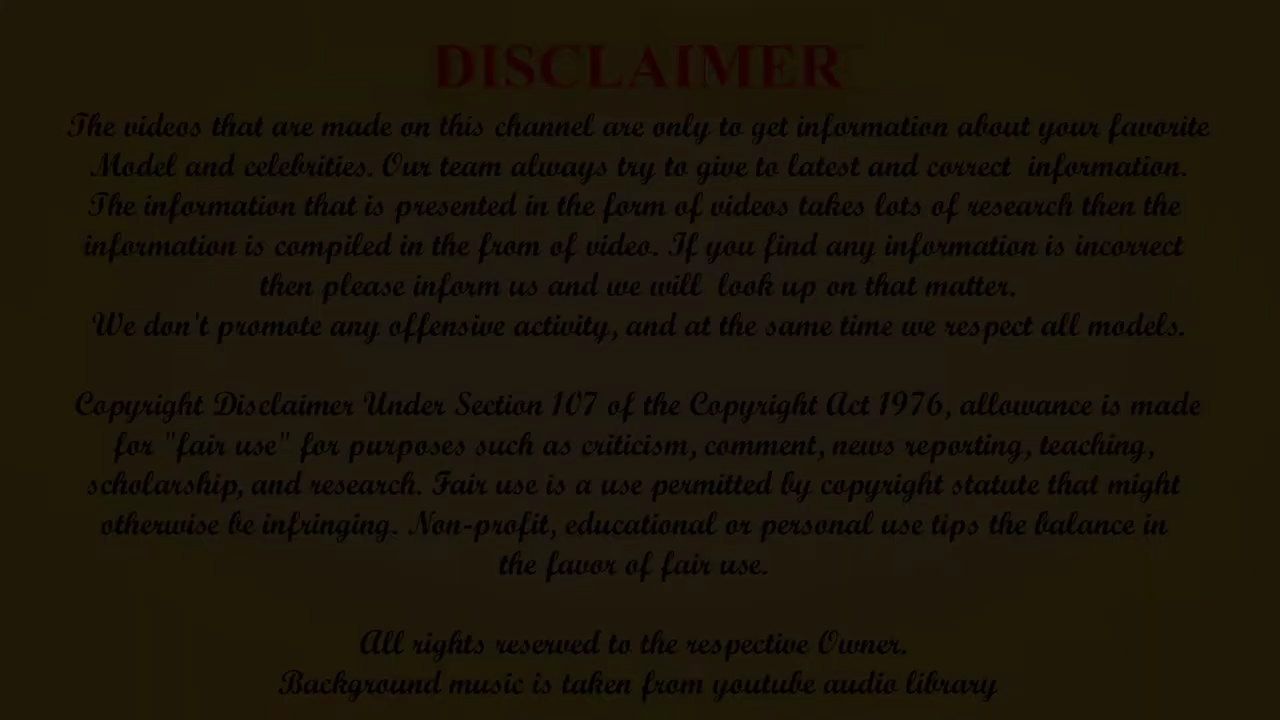 DISCLAIMER
The videos that are made on this channel are only to get information about your favorite
Model and celebrities. Our team always try to give to latest and correct information.
The information that is presented in the form of videos takes lots of research then the
information is compiled in the from of video. If you find any information is incorrect
then please inform us and we will look up on that matter.
We don't promote any offensive activity, and at the same time we respect all models.
Copyright Disclaimer Under Section 107 of the Copyright Act 1976, allowance is made
for "fair use" for purposes such as criticism, comment, news reporting, teaching,
scholarship, and research. Fair use is a use permitted by copyright statute that might
otherwise be infringing. Non-profit, educational or personal use tips the balance in
the favor of fair use.
All rights reserved to the respective Owner.
Background music is taken from youtube audio library